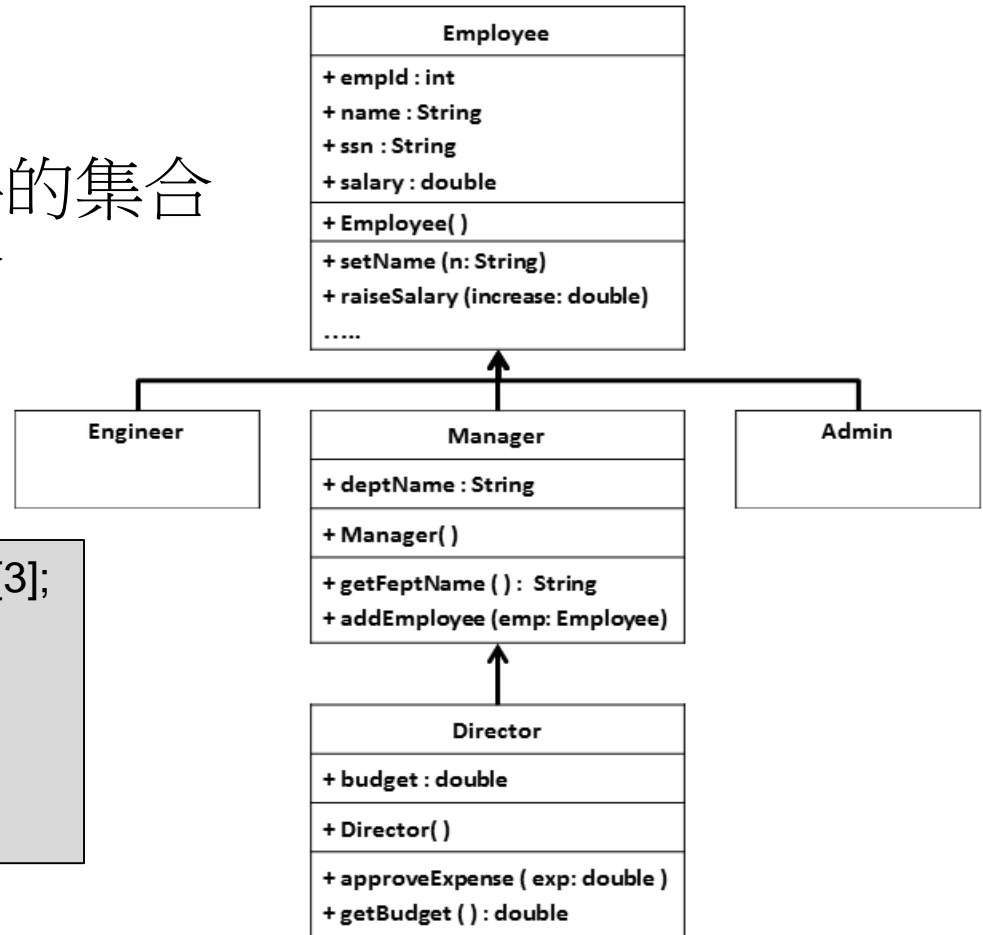 的集合
[3];
Employee
+ empId : int
+ name : String
+ ssn : String
+ salary : double
+ Employee( )
+ setName (n: String)
+ raiseSalary (increase: double)
.....
Engineer
Manager
+ deptName : String
+ Manager( )
+ getFeptName ( ) : String
+ addEmployee (emp: Employee)
Admin
Director
+ budget : double
+ Director( )
+ approveExpense ( exp: double )
+ getBudget ( ) : double